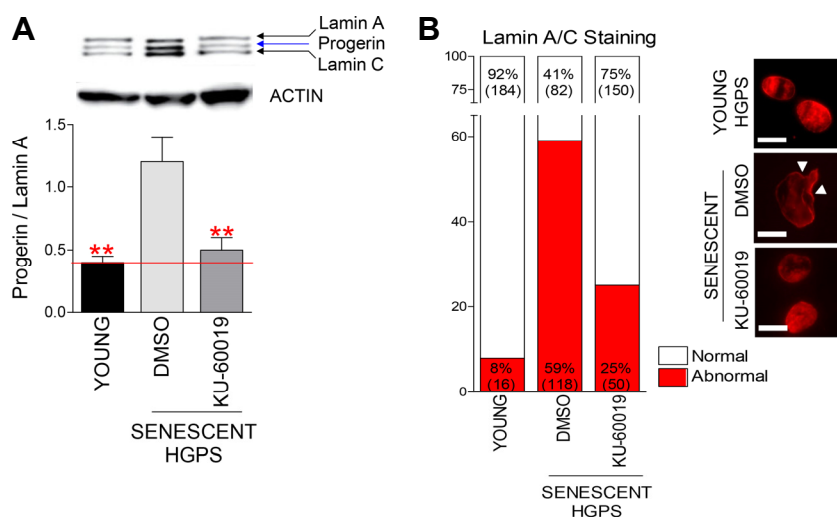 A
Lamin A
Progerin
Lamin C
ACTIN
Progerin / Lamin A
1.5
1.0
0.5
0.0
**
**
YOUNG
DMSO
KU-60019
SENESCENT
HGPS
B
Lamin A/C Staining
100
75
60
40
20
0
92%
(184)
41%
(82)
75%
(150)
8%
(16)
59%
(118)
25%
(50)
YOUNG
DMSO
KU-60019
SENESCENT
HGPS
Normal
Abnormal
YOUNG
HGPS
SENESCENT
DMSO
KU-60019